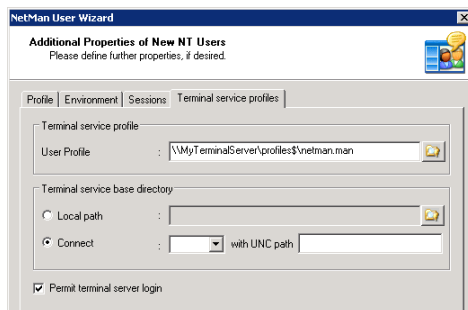 NetMan User Wizard
Additional Properties of New NT Users
Please define further properties, if desired.
Profile Environment Sessions Terminal service profiles
Terminal service profile
User Profile : \\MyTerminalServer\profiles$\netman.man
Terminal service base directory
Local path :
Connect : with UNC path
Permit terminal server login